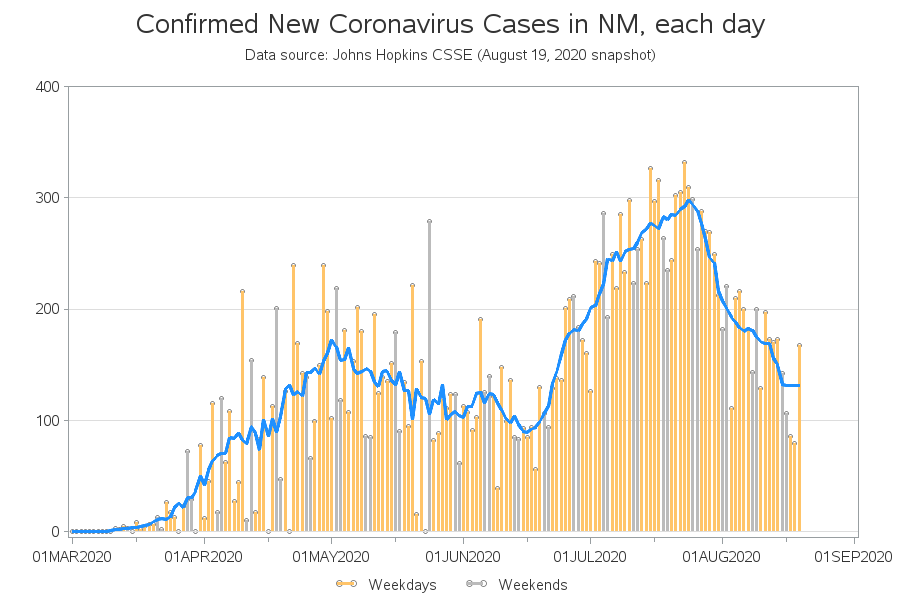 Confirmed New Coronavirus Cases in NM, each day
Data source: Johns Hopkins CSSE (August 19, 2020 snapshot)
400
300
200
100
0
01MAR2020 01APR2020 01MAY2020 01JUN2020 01JUL2020 01AUG2020 01SEP2020
Weekdays Weekends